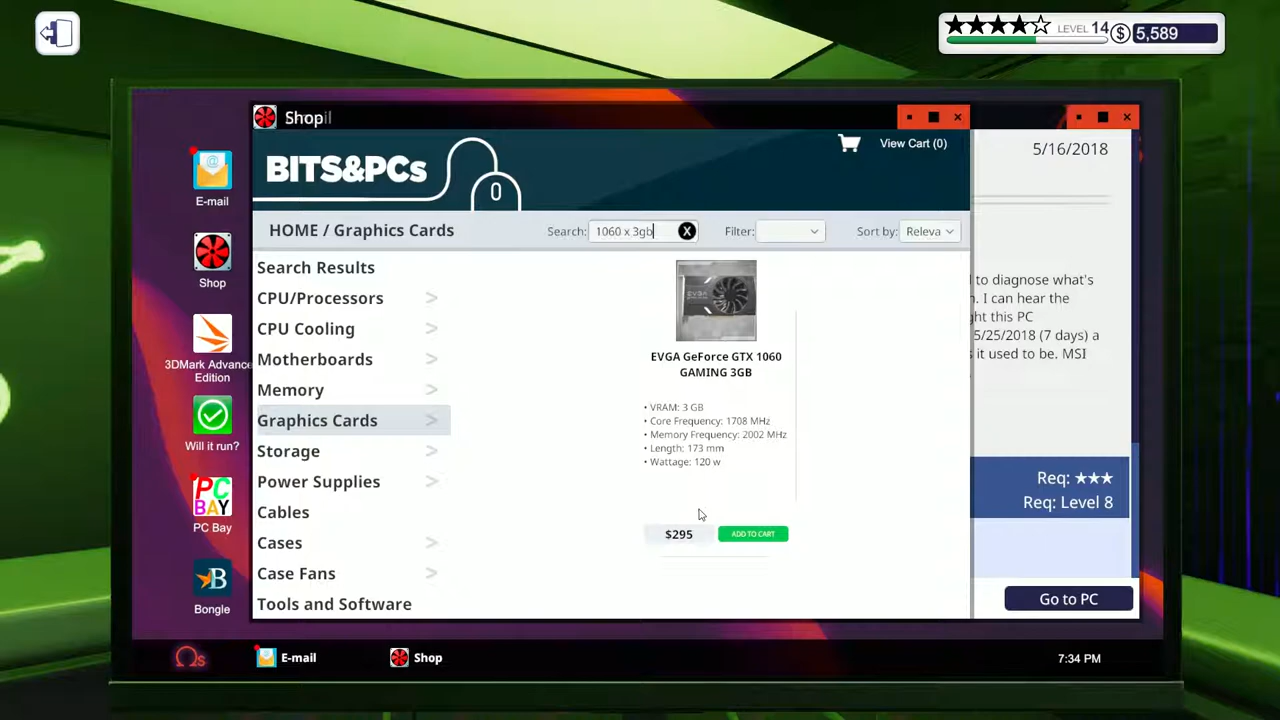 LEVEL 14
$ 5,589
Shop
BITS&PCs
View Cart (0)
5/16/2018
HOME / Graphics Cards
Search: 1060 x 3gb X
Filter:
Sort by: Releva
Search Results
CPU/Processors >
CPU Cooling >
Motherboards >
Memory >
Graphics Cards >
Storage >
Power Supplies >
Cables
Cases >
Case Fans >
Tools and Software
EVGA GeForce GTX 1060
GAMING 3GB
• VRAM: 3 GB
• Core Frequency: 1708 MHz
• Memory Frequency: 2002 MHz
• Length: 173 mm
• Wattage: 120 w
$295
ADD TO CART
to diagnose what's
. I can hear the
ght this PC
5/25/2018 (7 days) a
it used to be. MSI
Req: ★★★
Req: Level 8
Go to PC
E-mail
Shop
3DMark Advance
Edition
Will it run?
PC
BAY
PC Bay
B
Bongle
Ωs
E-mail
Shop
7:34 PM